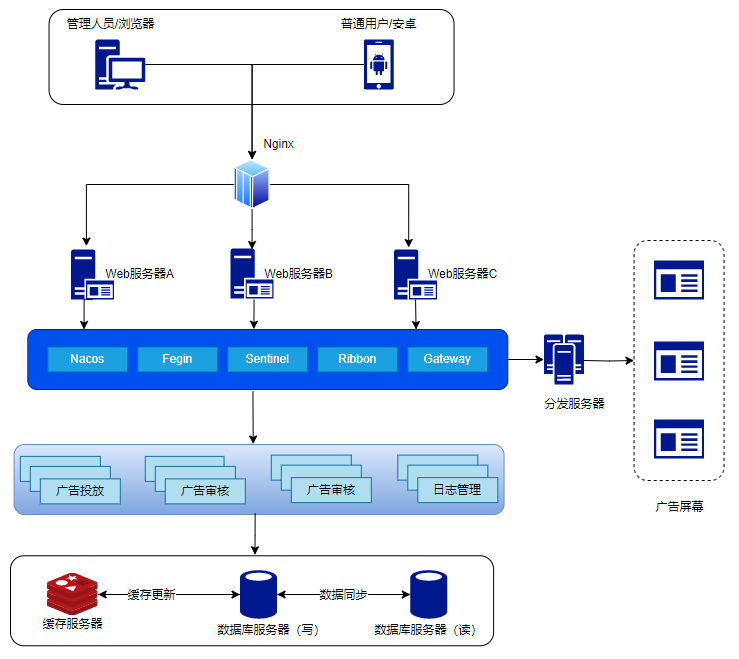 管理人员/浏览器
普通用户/安卓
Nginx
Web服务器A
Web服务器B
Web服务器C
Nacos
Fegin
Sentinel
Ribbon
Gateway
分发服务器
广告投放
广告审核
广告审核
日志管理
广告屏幕
缓存更新
数据同步
缓存服务器
数据库服务器（写）
数据库服务器（读）